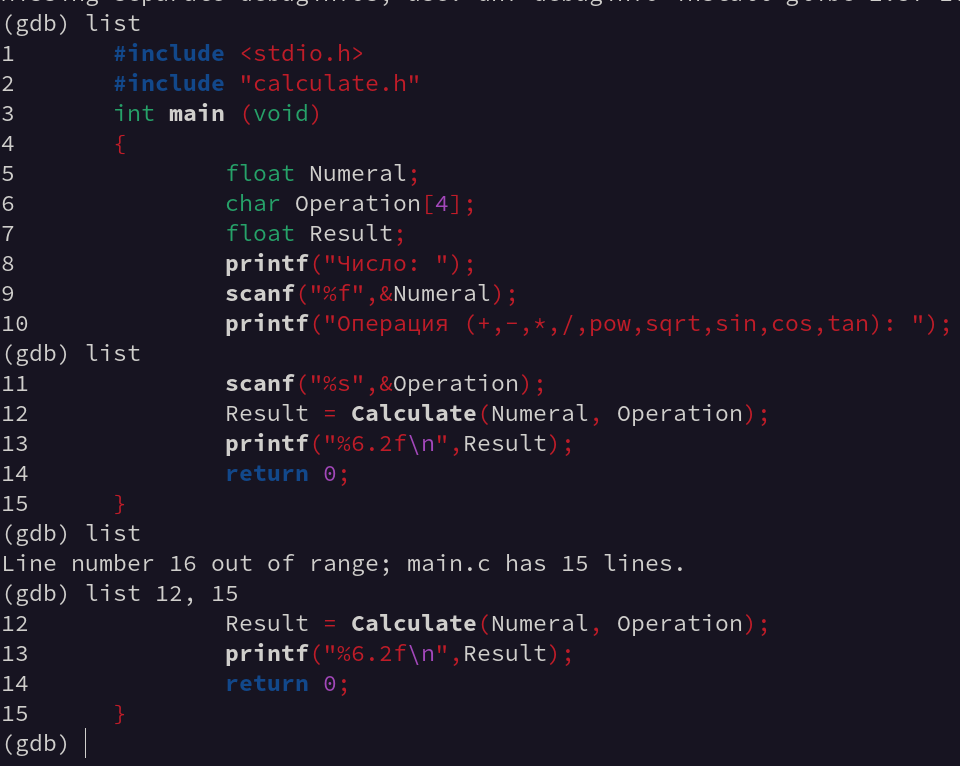 (gdb) list
1 #include <stdio.h>
2 #include "calculate.h"
3 int main (void)
4 {
5 float Numeral;
6 char Operation[4];
7 float Result;
8 printf("Число: ");
9 scanf("%f",&Numeral);
10 printf("Операция (+,-,*,/,pow,sqrt,sin,cos,tan): ");
(gdb) list
11 scanf("%s",&Operation);
12 Result = Calculate(Numeral, Operation);
13 printf("%6.2f\n",Result);
14 return 0;
15 }
(gdb) list
Line number 16 out of range; main.c has 15 lines.
(gdb) list 12, 15
12 Result = Calculate(Numeral, Operation);
13 printf("%6.2f\n",Result);
14 return 0;
15 }
(gdb)